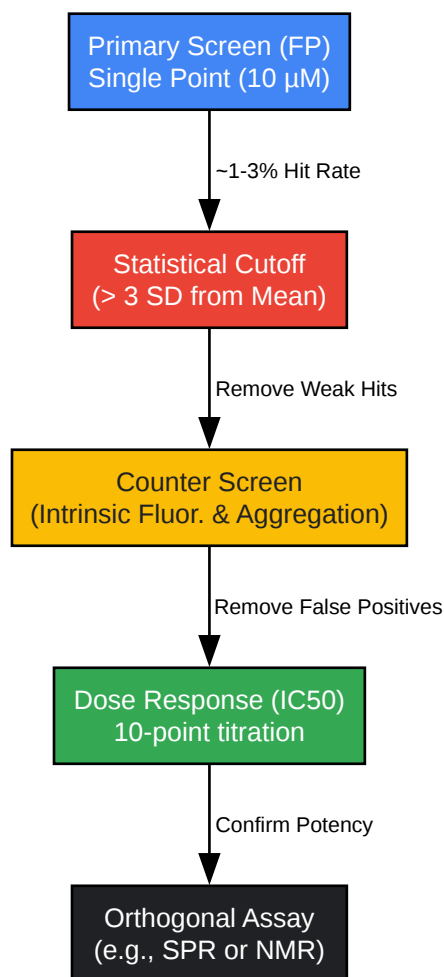 Primary Screen (FP)
Single Point (10 µM)
~1-3% Hit Rate
Statistical Cutoff
(> 3 SD from Mean)
Remove Weak Hits
Counter Screen
(Intrinsic Fluor. & Aggregation)
Remove False Positives
Dose Response (IC50)
10-point titration
Confirm Potency
Orthogonal Assay
(e.g., SPR or NMR)